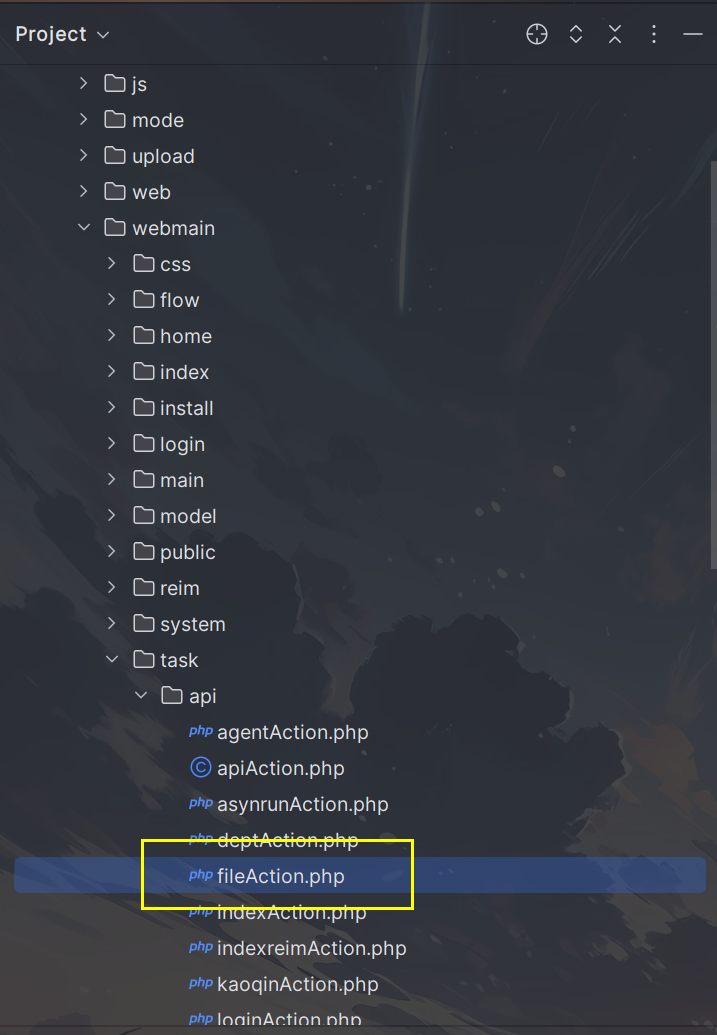 Project
js
mode
upload
web
webmain
css
flow
home
index
install
login
main
model
public
reim
system
task
api
php agentAction.php
C apiAction.php
php asynrunAction.php
php deptAction.php
php fileAction.php
php indexAction.php
php indexreimAction.php
php kaoqinAction.php
php loginAction.php